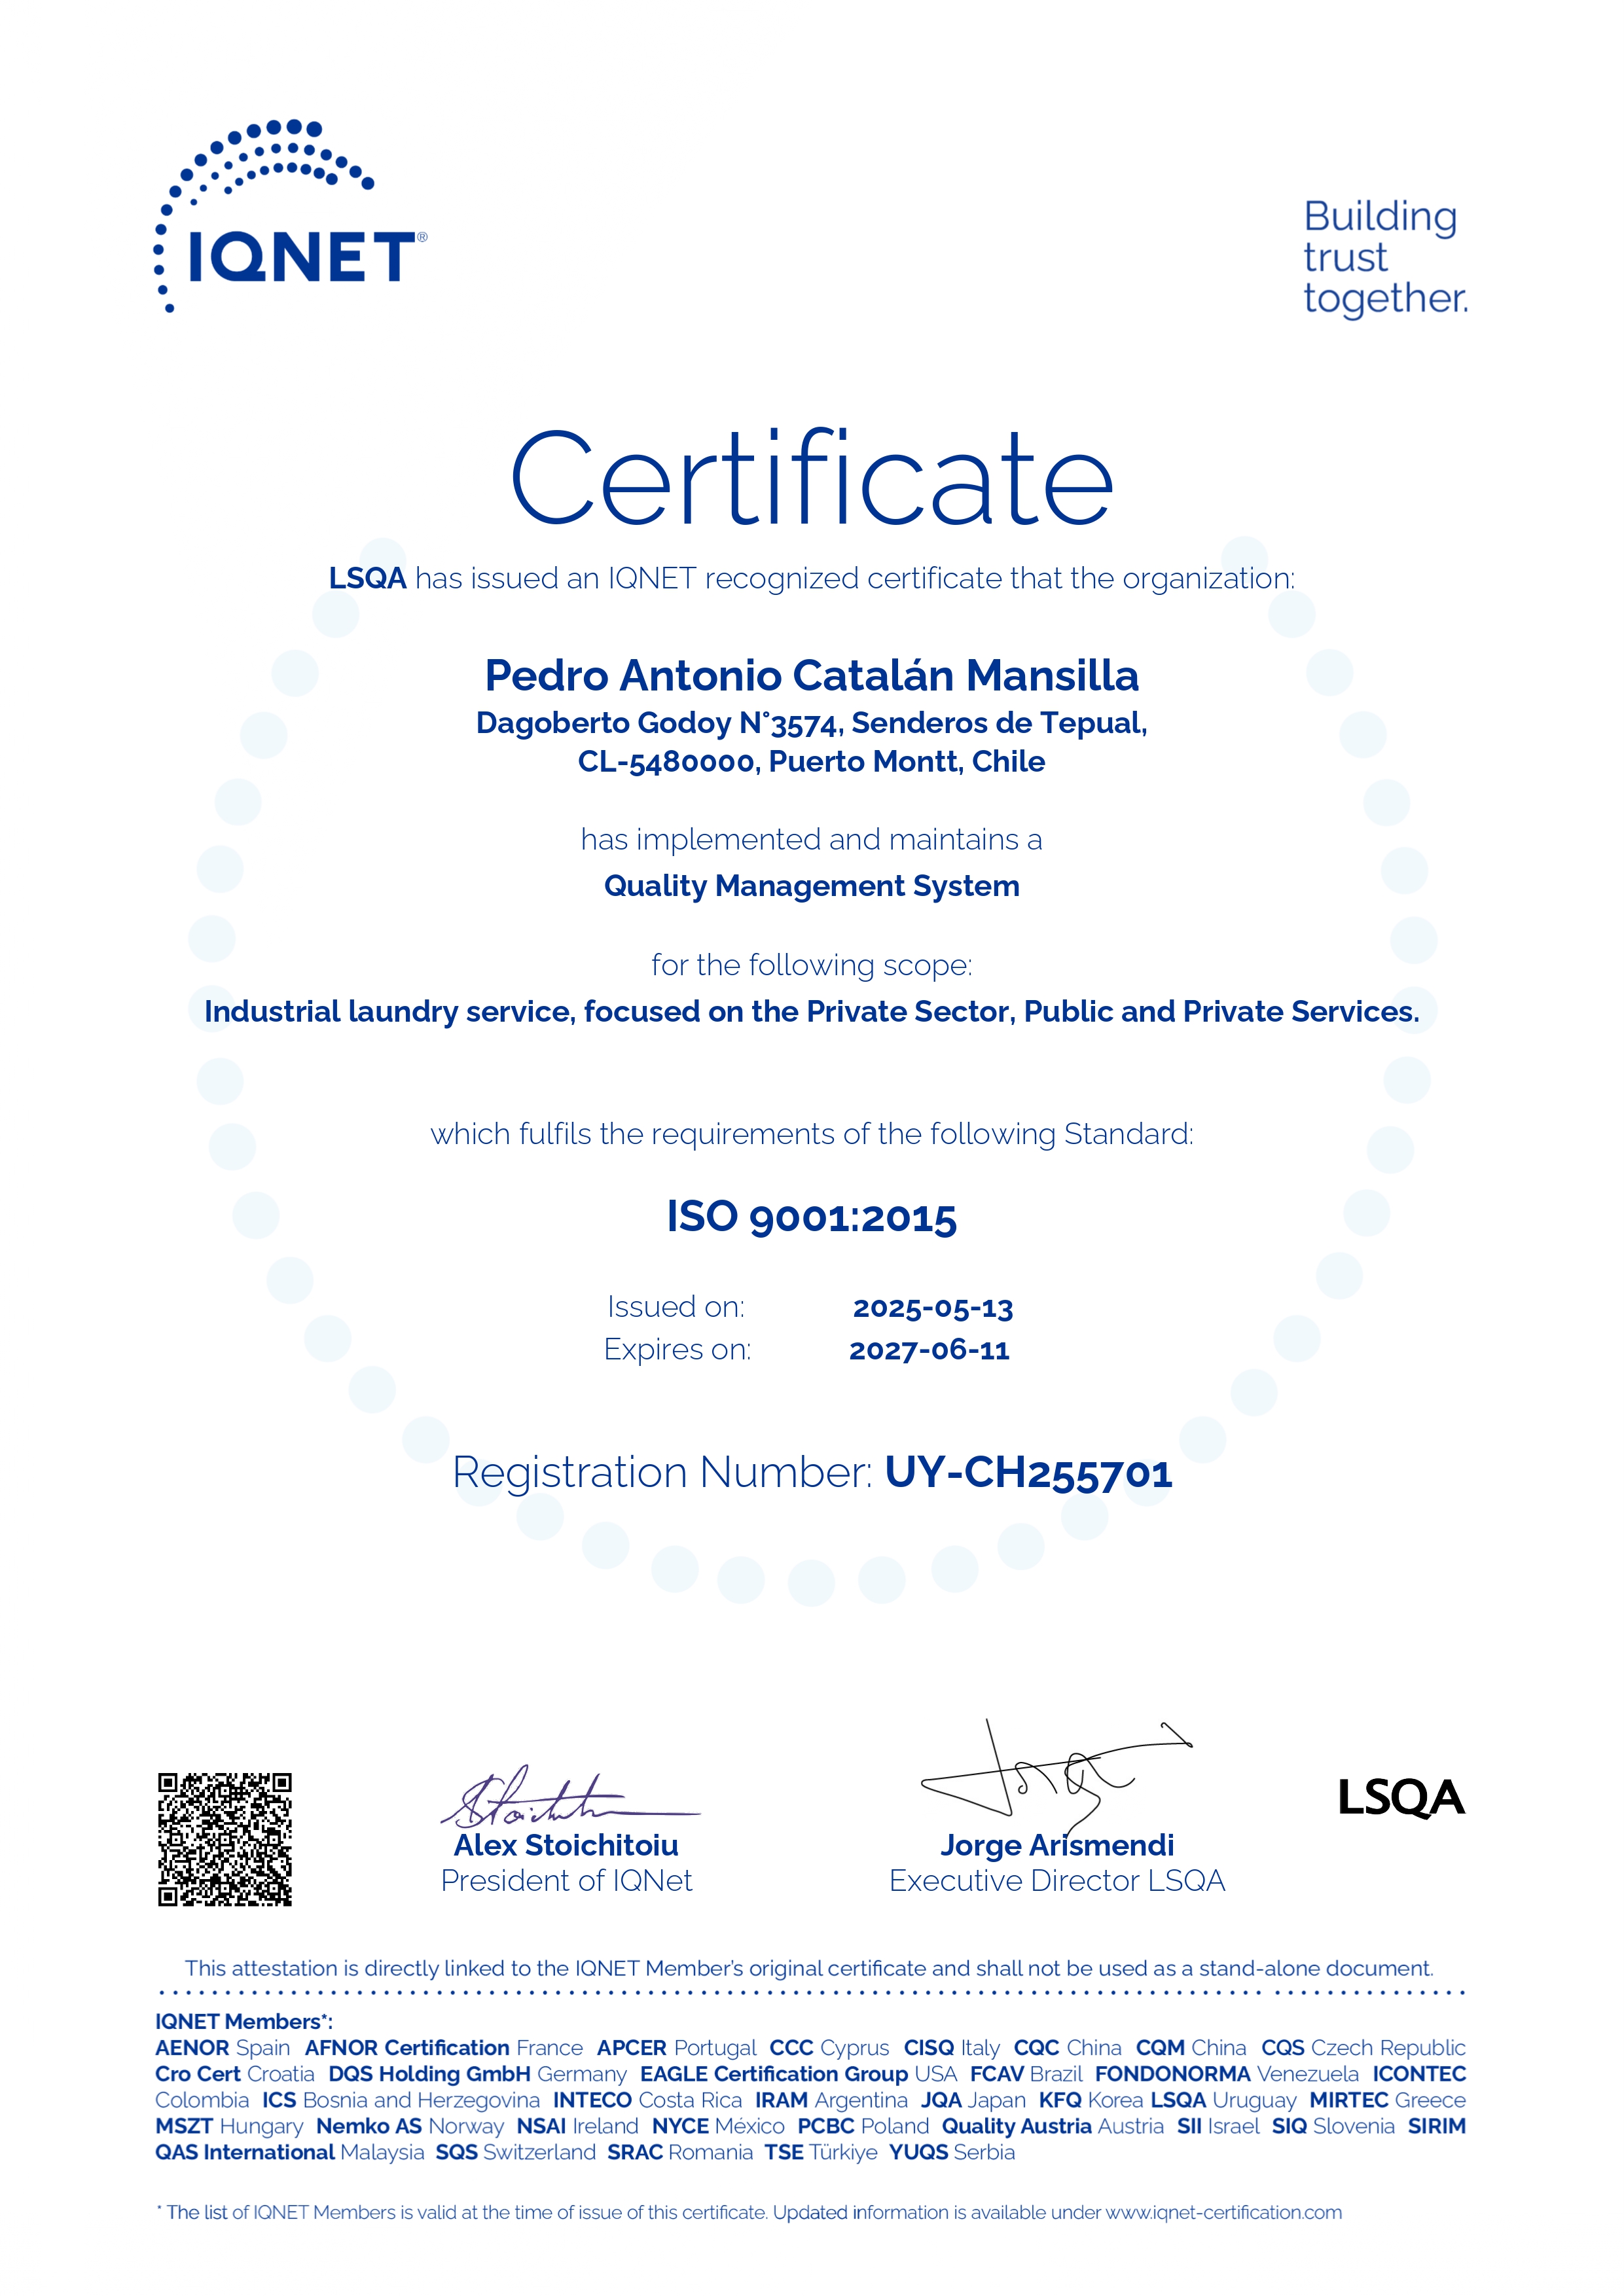 IQNET®
Building
trust
together.
Certificate
LSQA has issued an IQNET recognized certificate that the organization:
Pedro Antonio Catalán Mansilla
Dagoberto Godoy N°3574, Senderos de Tepual,
CL-5480000, Puerto Montt, Chile
has implemented and maintains a
Quality Management System
for the following scope:
Industrial laundry service, focused on the Private Sector, Public and Private Services.
which fulfils the requirements of the following Standard:
ISO 9001:2015
Issued on: 2025-05-13
Expires on: 2027-06-11
Registration Number: UY-CH255701
Alex Stoichitoiu
President of IQNet
Jorge Arismendi
Executive Director LSQA
LSQA
This attestation is directly linked to the IQNET Member's original certificate and shall not be used as a stand-alone document.
IQNET Members*:
AENOR Spain AFNOR Certification France APCER Portugal CCC Cyprus CISQ Italy CQC China CQM China CQS Czech Republic
Cro Cert Croatia DQS Holding GmbH Germany EAGLE Certification Group USA FCAV Brazil FONDONORMA Venezuela ICONTEC
Colombia ICS Bosnia and Herzegovina INTECO Costa Rica IRAM Argentina JQA Japan KFQ Korea LSQA Uruguay MIRTEC Greece
MSZT Hungary Nemko AS Norway NSAI Ireland NYCE México PCBC Poland Quality Austria Austria SII Israel SIQ Slovenia SIRIM
QAS International Malaysia SQS Switzerland SRAC Romania TSE Türkiye YUQS Serbia
* The list of IQNET Members is valid at the time of issue of this certificate. Updated information is available under www.iqnet-certification.com